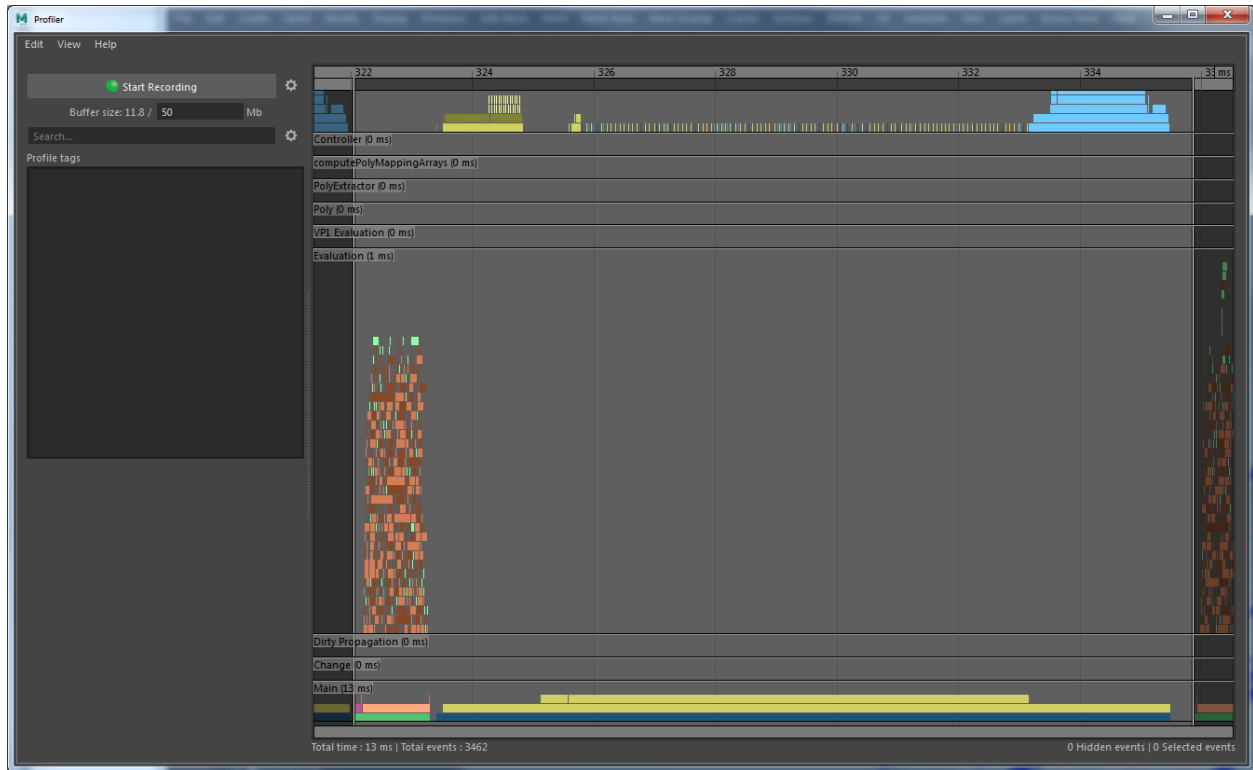 Profiler
Edit View Help
Start Recording
Buffer size: 11.8 / 50 Mb
Search...
Profile tags
322 324 326 328 330 332 334 ms
Controller (0 ms)
computePolyMappingArrays (0 ms)
PolyExtractor (0 ms)
Poly (0 ms)
VP1 Evaluation (0 ms)
Evaluation (1 ms)
Dirty Propagation (0 ms)
Change (0 ms)
Main (13 ms)
Total time : 13 ms | Total events : 3462
0 Hidden events | 0 Selected events